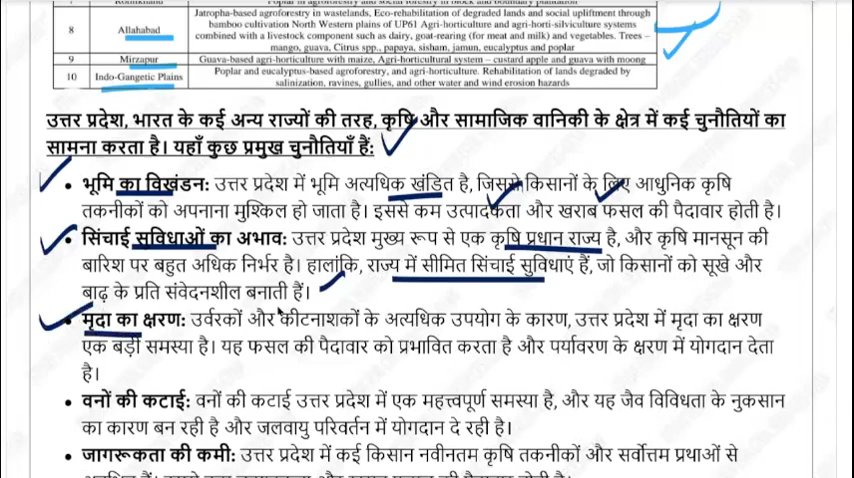 8 Allahabad Jatropha-based agroforestry in wastelands, Eco-rehabilitation of degraded lands and social upliftment through
bamboo cultivation North Western plains of UP61 Agri-horticulture and agri-horti-silviculture systems
combined with a livestock component such as dairy, goat-rearing (for meat and milk) and vegetables. Trees –
mango, guava, Citrus spp., papaya, sisham, jamun, eucalyptus and poplar
9 Mirzapur Guava-based agri-horticulture with maize, Agri-horticultural system – custard apple and guava with moong
10 Indo-Gangetic Plains Poplar and eucalyptus-based agroforestry, and agri-horticulture. Rehabilitation of lands degraded by
salinization, ravines, gullies, and other water and wind erosion hazards
उत्तर प्रदेश, भारत के कई अन्य राज्यों की तरह, कृषि और सामाजिक वानिकी के क्षेत्र में कई चुनौतियों का
सामना करता है। यहाँ कुछ प्रमुख चुनौतियाँ हैं:
• भूमि का विखंडन: उत्तर प्रदेश में भूमि अत्यधिक खंडित है, जिससे किसानों के लिए आधुनिक कृषि
तकनीकों को अपनाना मुश्किल हो जाता है। इससे कम उत्पादकता और खराब फसल की पैदावार होती है।
• सिंचाई सुविधाओं का अभाव: उत्तर प्रदेश मुख्य रूप से एक कृषि प्रधान राज्य है, और कृषि मानसून की
बारिश पर बहुत अधिक निर्भर है। हालांकि, राज्य में सीमित सिंचाई सुविधाएं हैं, जो किसानों को सूखे और
बाढ़ के प्रति संवेदनशील बनाती हैं।
• मृदा का क्षरण: उर्वरकों और कीटनाशकों के अत्यधिक उपयोग के कारण, उत्तर प्रदेश में मृदा का क्षरण
एक बड़ी समस्या है। यह फसल की पैदावार को प्रभावित करता है और पर्यावरण के क्षरण में योगदान देता
है।
• वनों की कटाई: वनों की कटाई उत्तर प्रदेश में एक महत्त्वपूर्ण समस्या है, और यह जैव विविधता के नुकसान
का कारण बन रही है और जलवायु परिवर्तन में योगदान दे रही है।
• जागरूकता की कमी: उत्तर प्रदेश में कई किसान नवीनतम कृषि तकनीकों और सर्वोत्तम प्रथाओं से